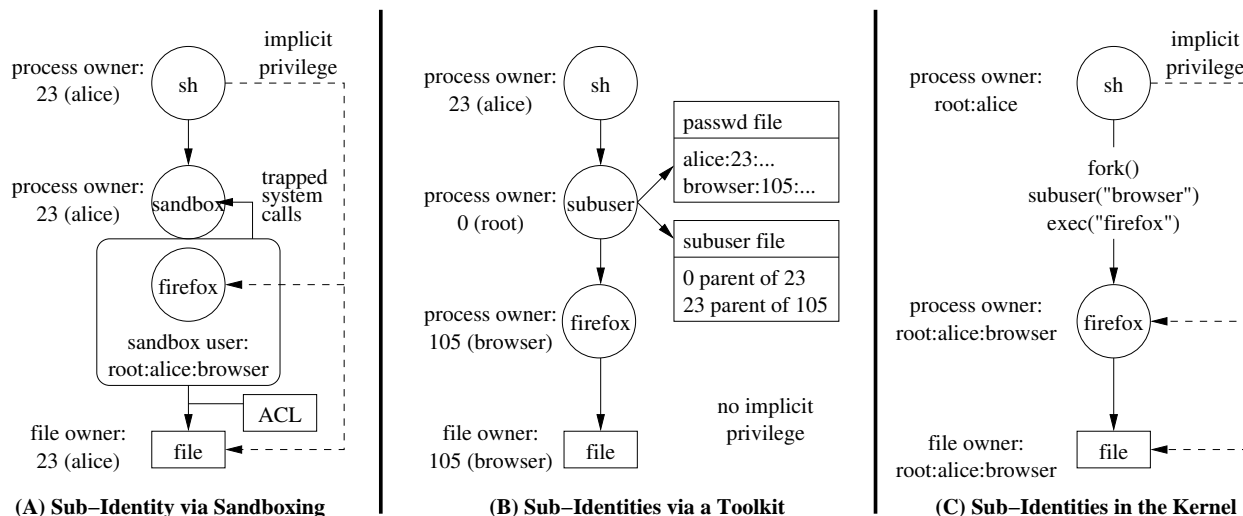 process owner:
23 (alice)
sh
implicit
privilege
process owner:
23 (alice)
sandbox
trapped
system
calls
firefox
sandbox user:
root:alice:browser
ACL
file owner:
23 (alice)
file
(A) Sub−Identity via Sandboxing
process owner:
23 (alice)
sh
passwd file
alice:23:...
browser:105:...
process owner:
0 (root)
subuser
subuser file
0 parent of 23
23 parent of 105
process owner:
105 (browser)
firefox
no implicit
privilege
file owner:
105 (browser)
file
(B) Sub−Identities via a Toolkit
process owner:
root:alice
sh
implicit
privilege
fork()
subuser("browser")
exec("firefox")
process owner:
root:alice:browser
firefox
file owner:
root:alice:browser
file
(C) Sub−Identities in the Kernel